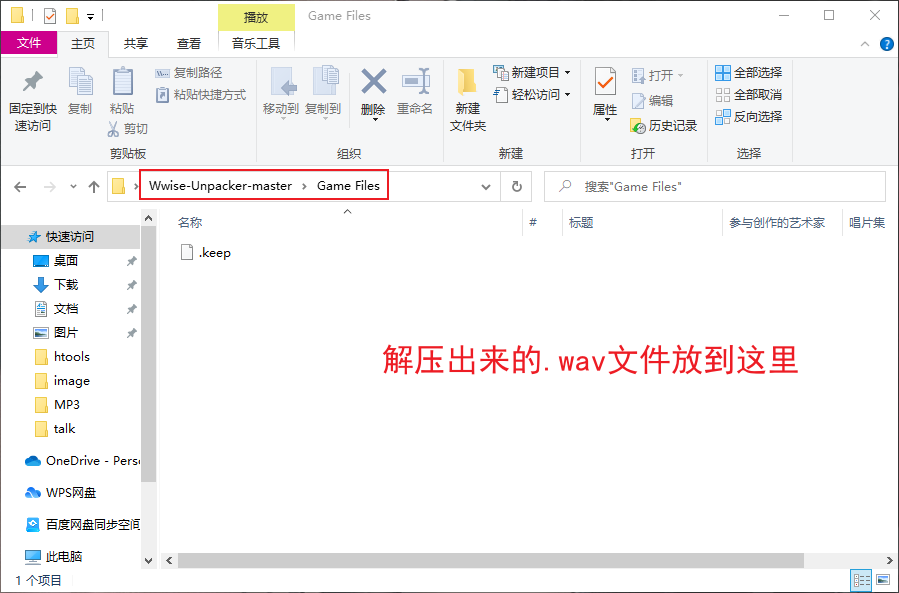 播放
Game Files
文件
主页
共享
查看
音乐工具
固定到快
速访问
复制
粘贴
复制路径
粘贴快捷方式
剪切
剪贴板
移动到
复制到
删除
重命名
组织
新建
文件夹
新建项目
轻松访问
新建
属性
打开
编辑
历史记录
打开
全部选择
全部取消
反向选择
选择
Wwise-Unpacker-master › Game Files
搜索"Game Files"
名称
#
标题
参与创作的艺术家
唱片集
.keep
快速访问
桌面
下载
文档
图片
htools
image
MP3
talk
OneDrive - Perso
WPS网盘
百度网盘同步空间
此电脑
解压出来的.wav文件放到这里
1 个项目